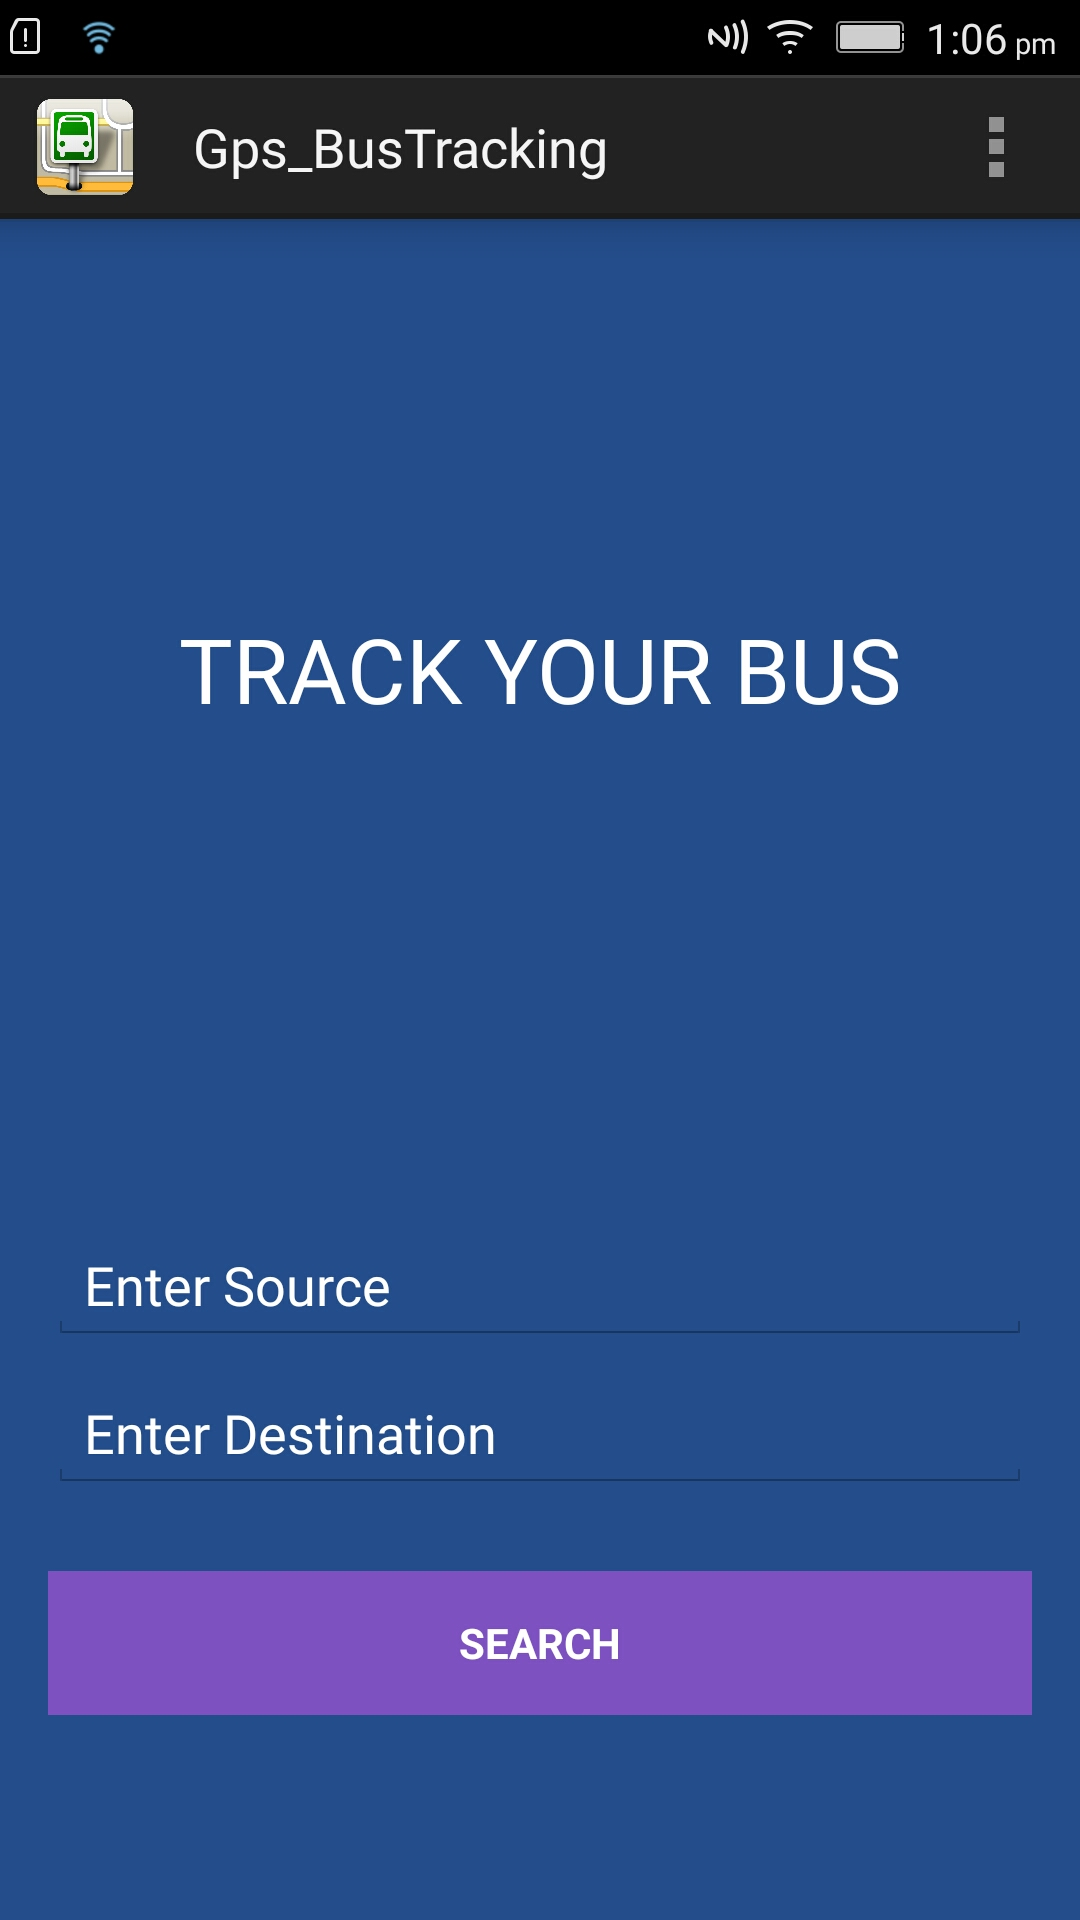 1:06 pm
Gps_BusTracking
TRACK YOUR BUS
Enter Source
Enter Destination
SEARCH